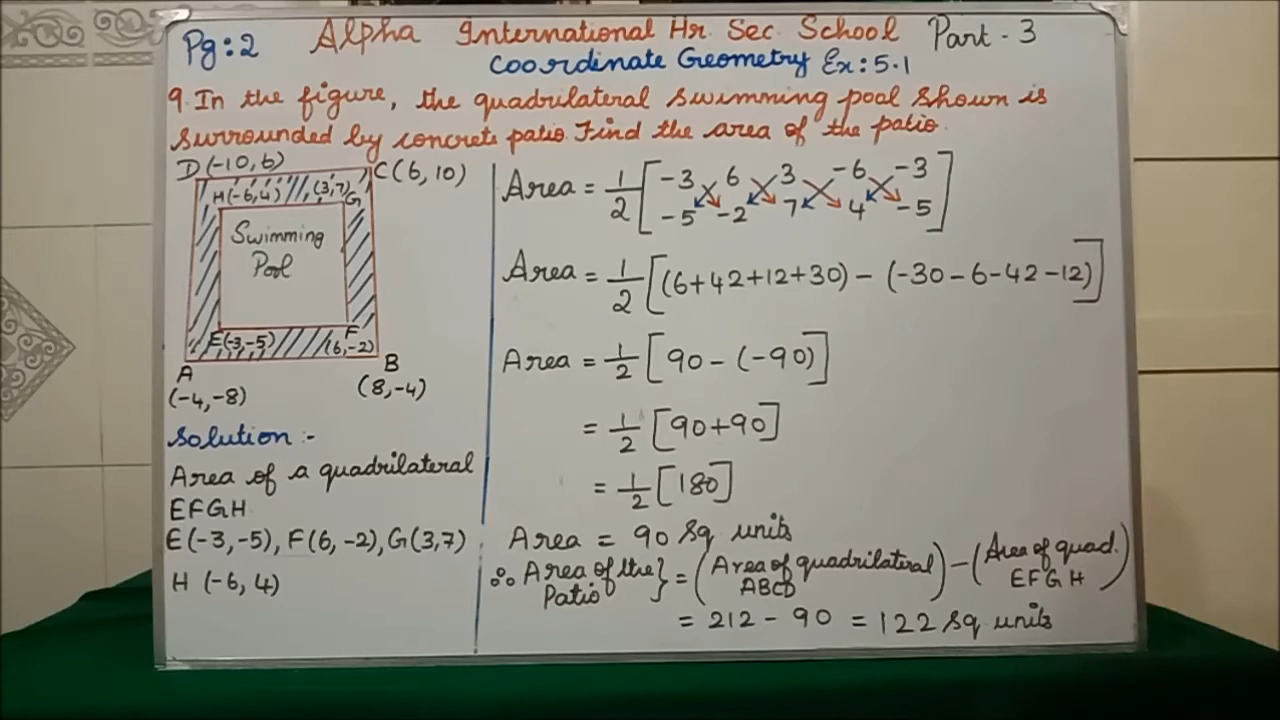 Pg:2 Alpha International Hr. Sec. School Part - 3
Coordinate Geometry Ex: 5.1
9. In the figure, the quadrilateral swimming pool shown is
surrounded by concrete patio. Find the area of the patio.
D(-10, 6) C(6, 10)
H(-6,4) (3,7) G
Swimming
Pool
E(-3,-5) F (6,-2)
A B
(-4,-8) (8,-4)
Solution :-
Area of a quadrilateral
EFGH
E(-3,-5), F(6,-2), G(3,7)
H (-6, 4)
Area = 1/2 [-3 6 3 -6 -3
-5 -2 7 4 -5]
Area = 1/2 [(6+42+12+30) - (-30-6-42-12)]
Area = 1/2 [90 - (-90)]
= 1/2 [90+90]
= 1/2 [180]
Area = 90 sq units
∴ Area of the Patio } = (Area of quadrilateral ABCD) - (Area of quad. EFGH)
= 212 - 90 = 122 sq units